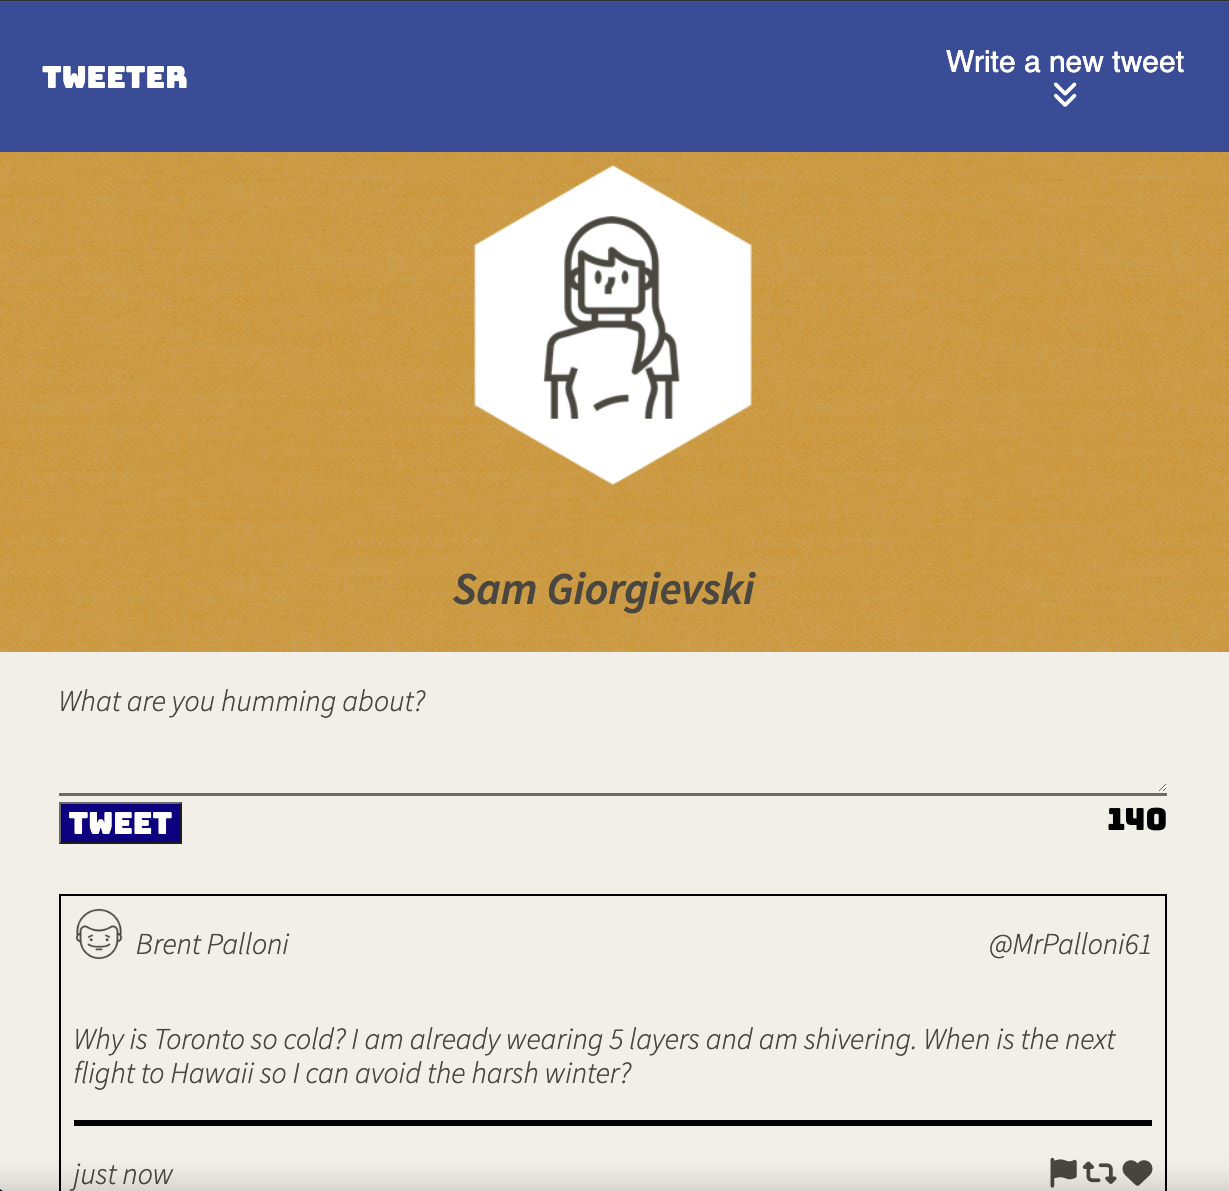 TWEETER
Write a new tweet
Sam Giorgievski
What are you humming about?
TWEET
140
Brent Palloni
@MrPalloni61
Why is Toronto so cold? I am already wearing 5 layers and am shivering. When is the next
flight to Hawaii so I can avoid the harsh winter?
just now